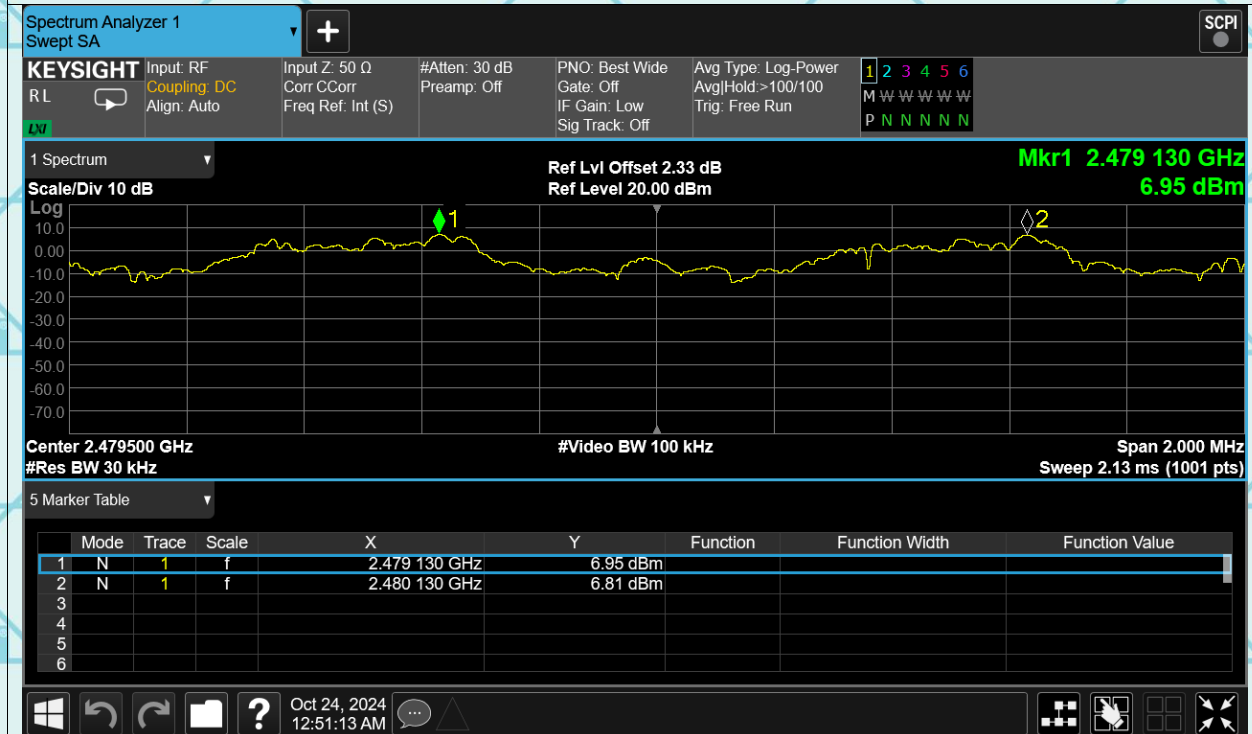 Spectrum Analyzer 1
Swept SA
+
SCPI
KEYSIGHT
RL
LXI
Input: RF
Coupling: DC
Align: Auto
Input Z: 50 Ω
Corr CCorr
Freq Ref: Int (S)
#Atten: 30 dB
Preamp: Off
PNO: Best Wide
Gate: Off
IF Gain: Low
Sig Track: Off
Avg Type: Log-Power
Avg|Hold:>100/100
Trig: Free Run
1 2 3 4 5 6
M W W W W W
P N N N N N
1 Spectrum
Scale/Div 10 dB
Ref Lvl Offset 2.33 dB
Ref Level 20.00 dBm
Mkr1 2.479 130 GHz
6.95 dBm
Log
10.0
0.00
-10.0
-20.0
-30.0
-40.0
-50.0
-60.0
-70.0
1
2
Center 2.479500 GHz
#Video BW 100 kHz
Span 2.000 MHz
#Res BW 30 kHz
Sweep 2.13 ms (1001 pts)
5 Marker Table
Mode Trace Scale X Y Function Function Width Function Value
1 N 1 f 2.479 130 GHz 6.95 dBm
2 N 1 f 2.480 130 GHz 6.81 dBm
3
4
5
6
?
Oct 24, 2024
12:51:13 AM